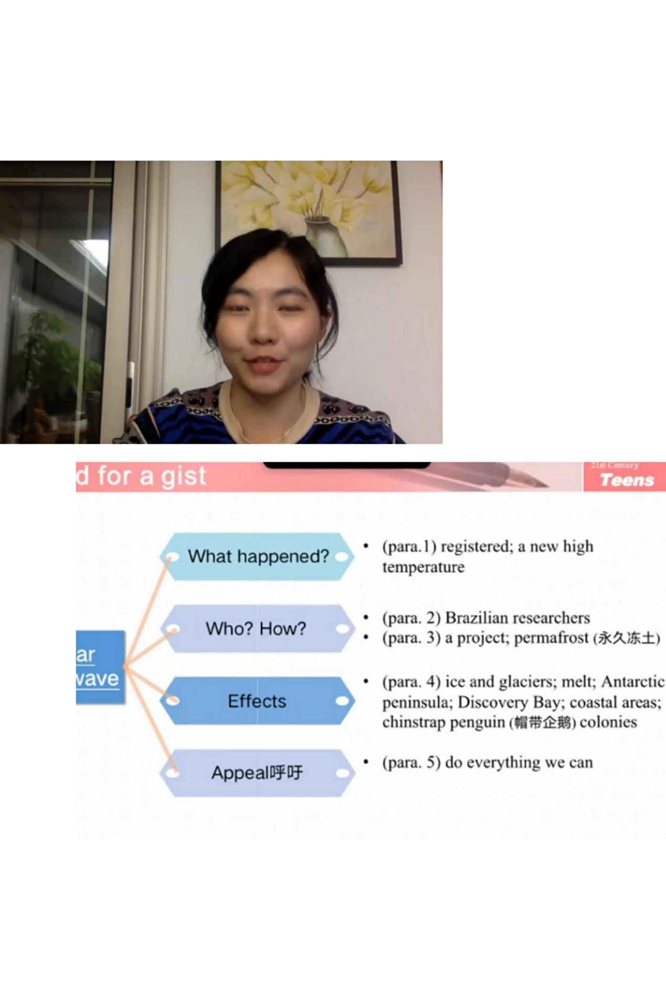 d for a gist
21st Century
Teens
What happened?
• (para.1) registered; a new high
temperature
Who? How?
• (para. 2) Brazilian researchers
• (para. 3) a project; permafrost (永久冻土)
ar
wave
Effects
• (para. 4) ice and glaciers; melt; Antarctic
peninsula; Discovery Bay; coastal areas;
chinstrap penguin (帽带企鹅) colonies
Appeal呼吁
• (para. 5) do everything we can